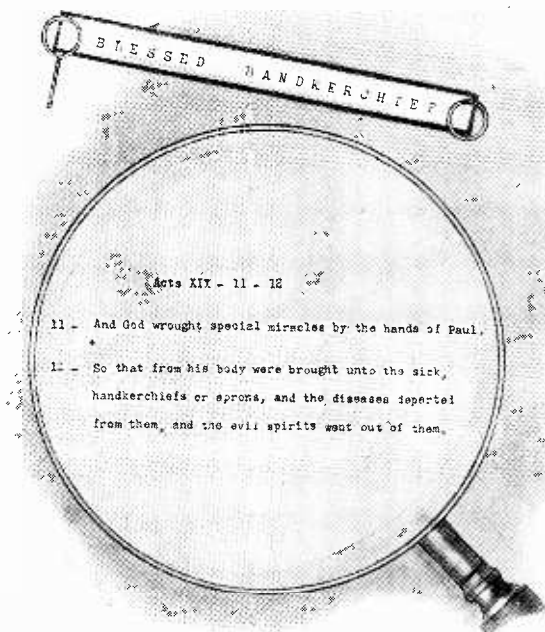 BLESSED HANDKERCHIEF
Acts XIX - 11 - 12
11 - And God wrought special miracles by the hands of Paul.
12 - So that from his body were brought unto the sick,
handkerchiefs or aprons, and the diseases departed
from them, and the evil spirits went out of them.